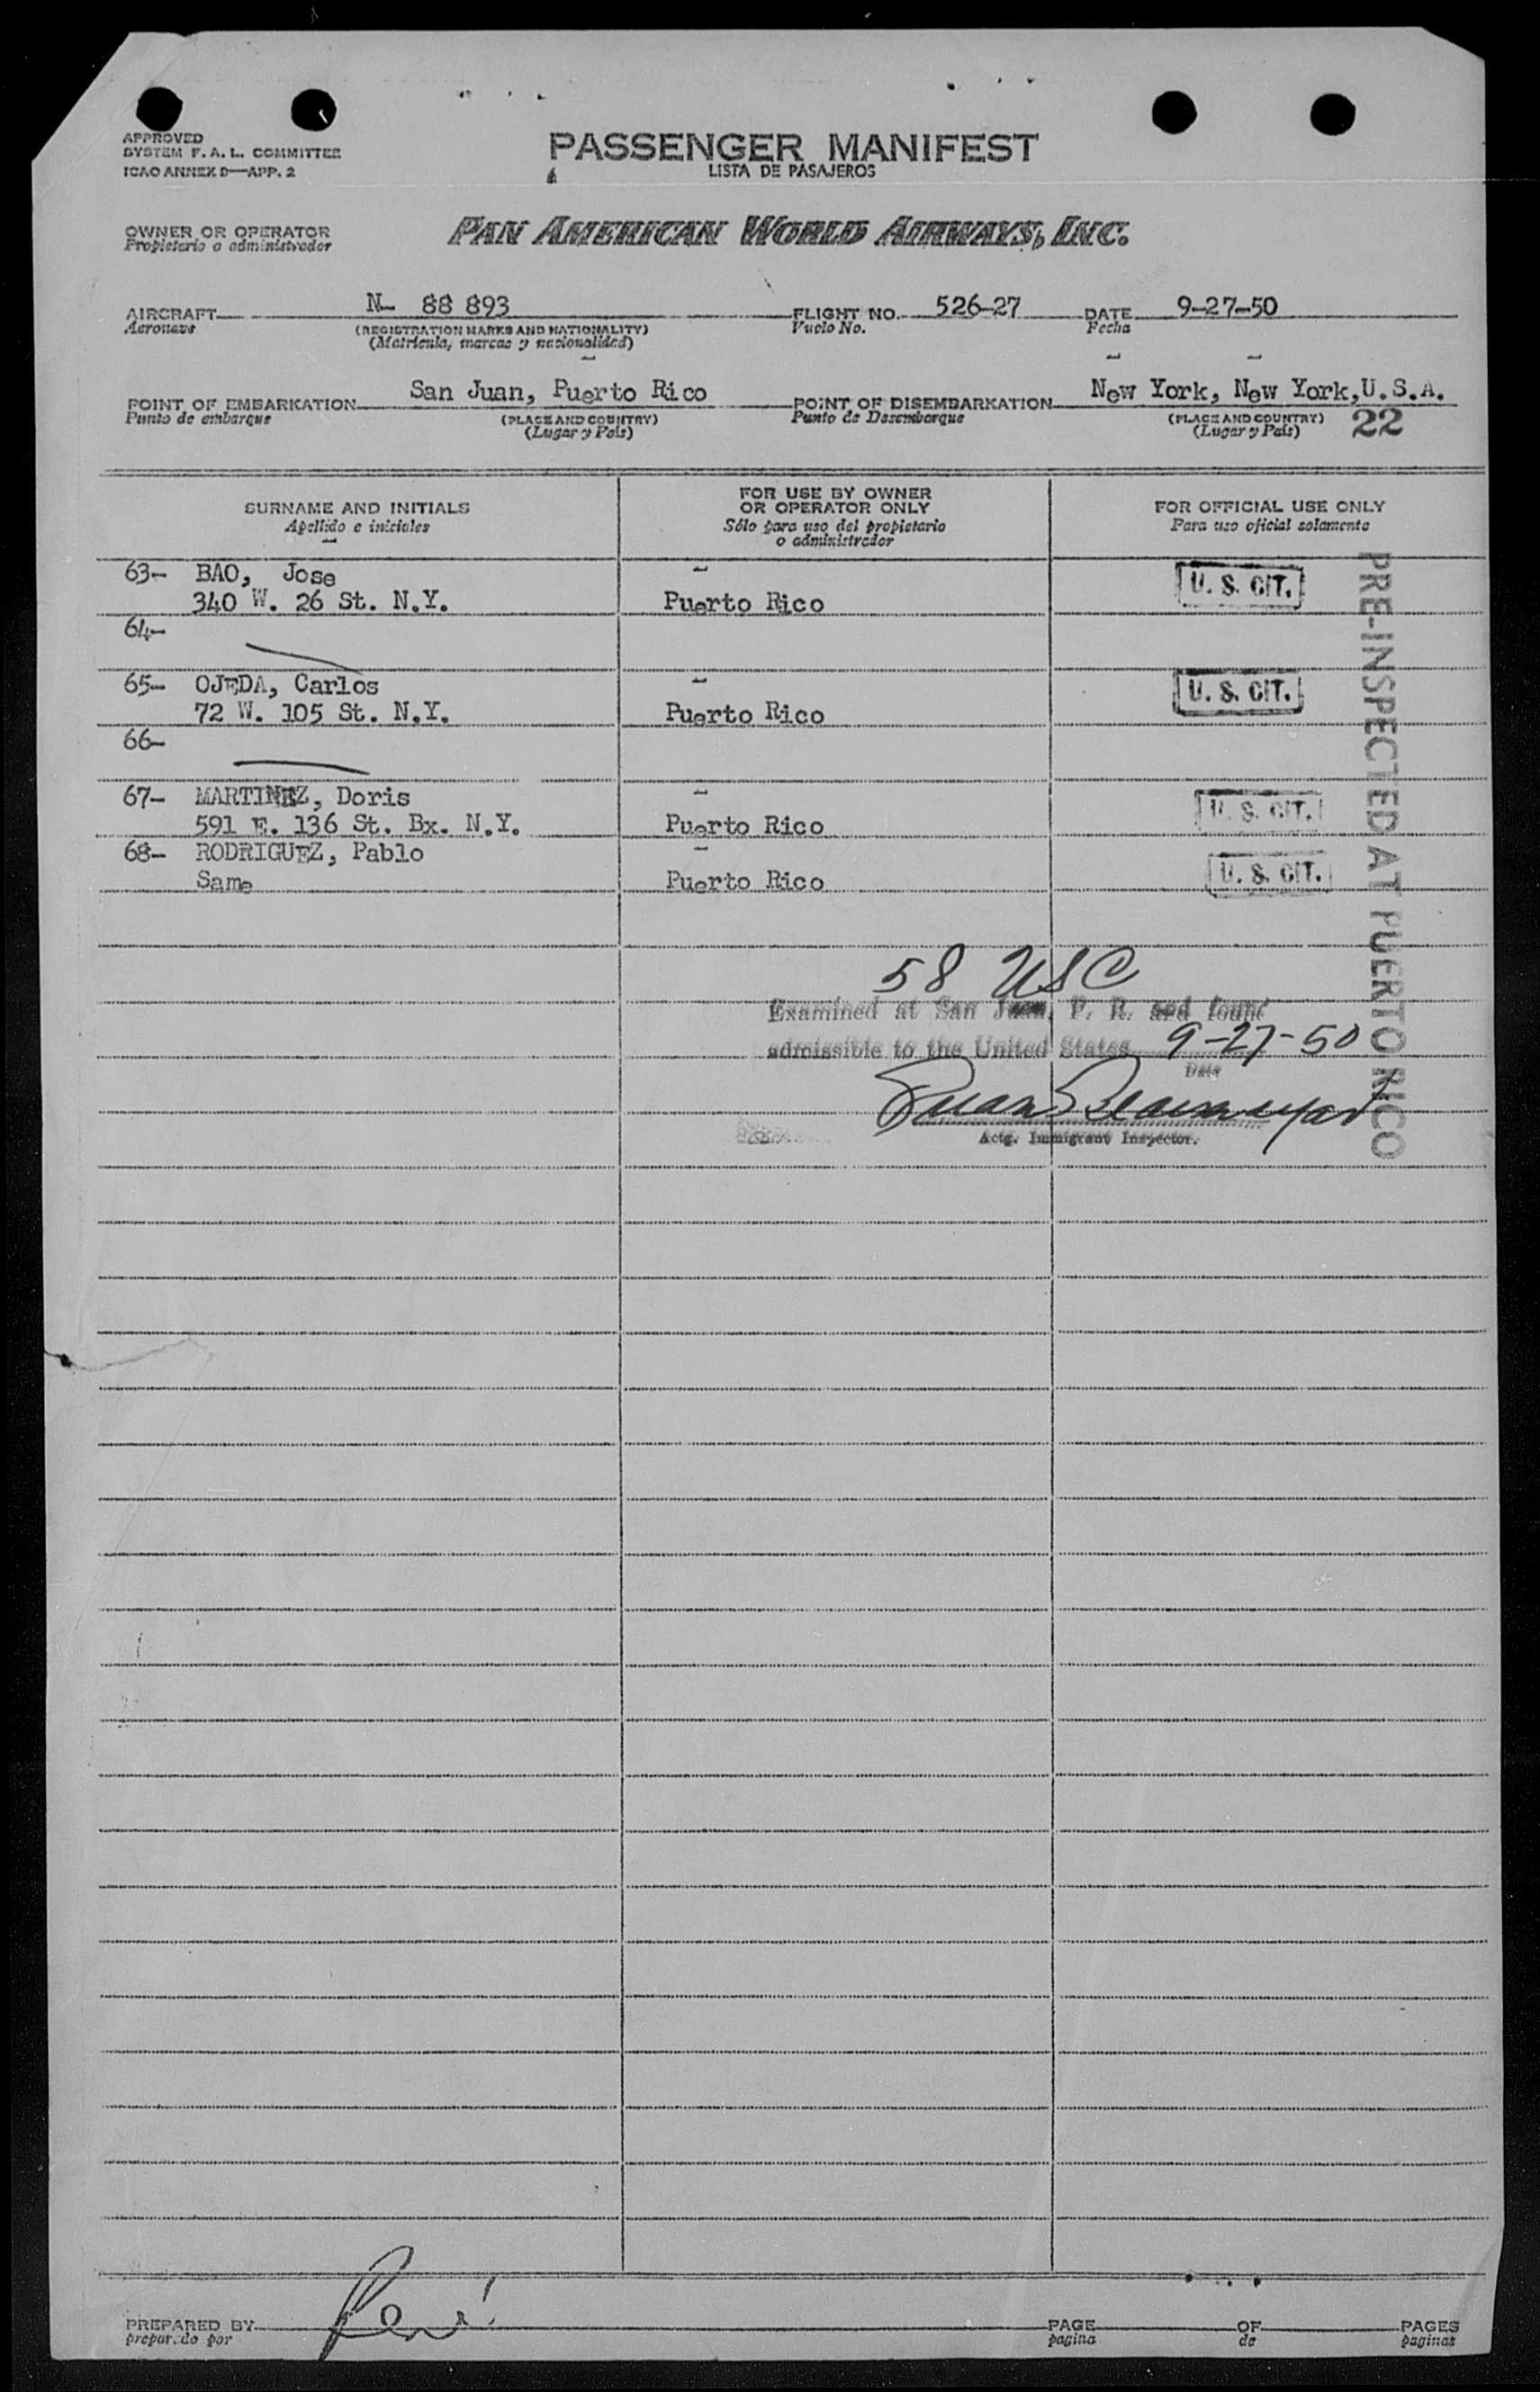 APPROVED
SYSTEM F. A. L. COMMITTEE
ICAO ANNEX 9—APP. 2
PASSENGER MANIFEST
LISTA DE PASAJEROS
OWNER OR OPERATOR
Propietario o administrador
PAN AMERICAN WORLD AIRWAYS, INC.
AIRCRAFT N- 88 893 FLIGHT NO. 526-27 DATE 9-27-50
Aeronave (REGISTRATION MARKS AND NATIONALITY) Vuelo No. Fecha
(Matrícula, marcas y nacionalidad)
POINT OF EMBARKATION San Juan, Puerto Rico POINT OF DISEMBARKATION New York, New York, U.S.A.
Punto de embarque (PLACE AND COUNTRY) Punto de Desembarque (PLACE AND COUNTRY) 22
(Lugar y País) (Lugar y País)
SURNAME AND INITIALS FOR USE BY OWNER OR OPERATOR ONLY FOR OFFICIAL USE ONLY
Apellido e iniciales Sólo para uso del propietario o administrador Para uso oficial solamente
63- BAO, Jose U. S. CIT.
340 W. 26 St. N.Y. Puerto Rico
64-
65- OJEDA, Carlos U. S. CIT.
72 W. 105 St. N.Y. Puerto Rico
66-
67- MARTINEZ, Doris U. S. CIT.
591 E. 136 St. Bx. N.Y. Puerto Rico
68- RODRIGUEZ, Pablo U. S. CIT.
Same Puerto Rico
PRE-INSPECTED AT PUERTO RICO
58 USC
Examined at San Juan, P. R. and found
admissible to the United States 9-27-50
Date
Juan
Actg. Immigrant Inspector.
PREPARED BY PAGE OF PAGES
preparado por página de páginas